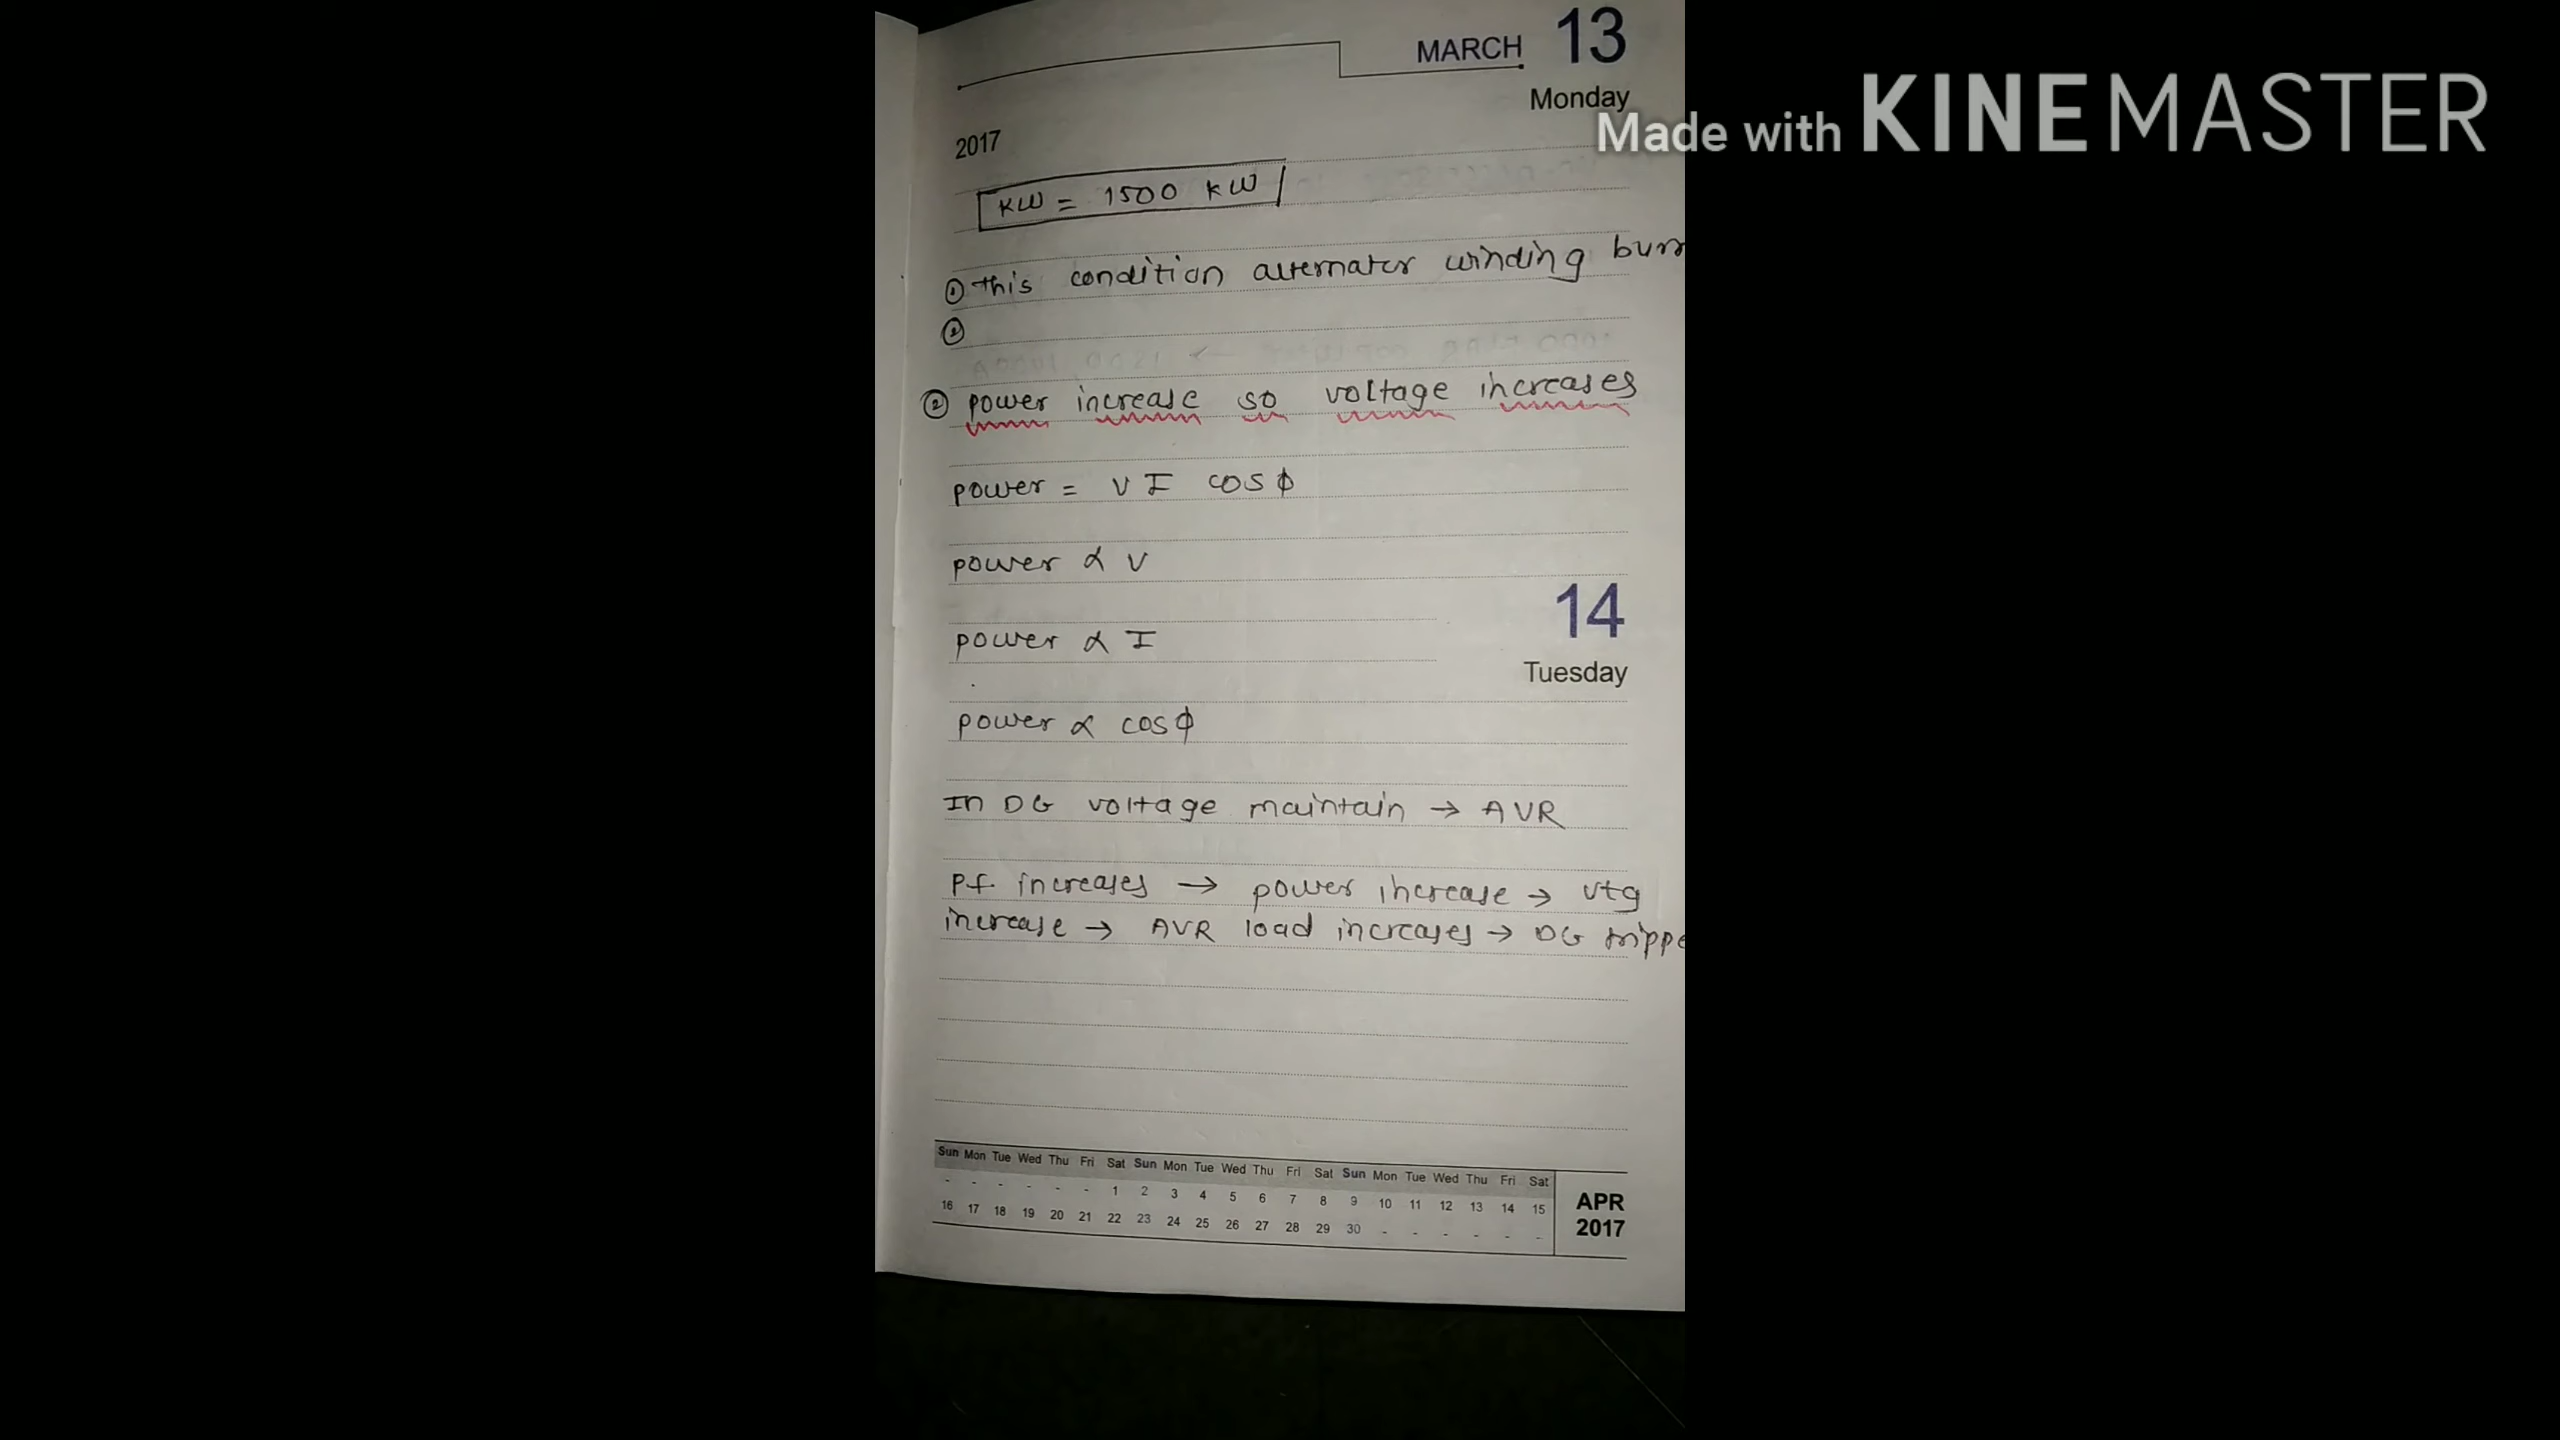 MARCH 13
Monday
Made with KINEMASTER
2017
KW = 1500 KW
① this condition alternator winding burn
②
② power increase so voltage increases
power = V I cos φ
power ∝ V
power ∝ I
14
Tuesday
power ∝ cos φ
In DG voltage maintain → AVR
Pf increases → power increase → vtg
increase → AVR load increases → DG trippe
Sun Mon Tue Wed Thu Fri Sat Sun Mon Tue Wed Thu Fri Sat Sun Mon Tue Wed Thu Fri Sat
- - - - - - 1 2 3 4 5 6 7 8 9 10 11 12 13 14 15
16 17 18 19 20 21 22 23 24 25 26 27 28 29 30 - - - - - -
APR
2017